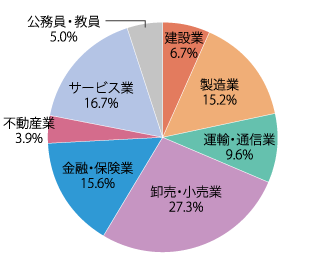 公務員・教員
5.0%
建設業
6.7%
製造業
15.2%
運輸・通信業
9.6%
卸売・小売業
27.3%
金融・保険業
15.6%
不動産業
3.9%
サービス業
16.7%